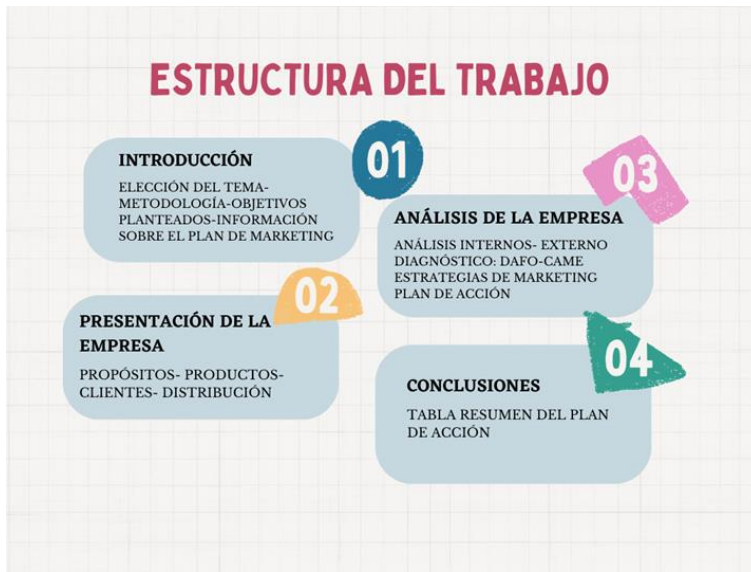 ESTRUCTURA DEL TRABAJO
01
INTRODUCCIÓN
ELECCIÓN DEL TEMA-
METODOLOGÍA-OBJETIVOS
PLANTEADOS-INFORMACIÓN
SOBRE EL PLAN DE MARKETING
02
PRESENTACIÓN DE LA
EMPRESA
PROPÓSITOS- PRODUCTOS-
CLIENTES- DISTRIBUCIÓN
03
ANÁLISIS DE LA EMPRESA
ANÁLISIS INTERNOS- EXTERNO
DIAGNÓSTICO: DAFO-CAME
ESTRATEGIAS DE MARKETING
PLAN DE ACCIÓN
04
CONCLUSIONES
TABLA RESUMEN DEL PLAN
DE ACCIÓN